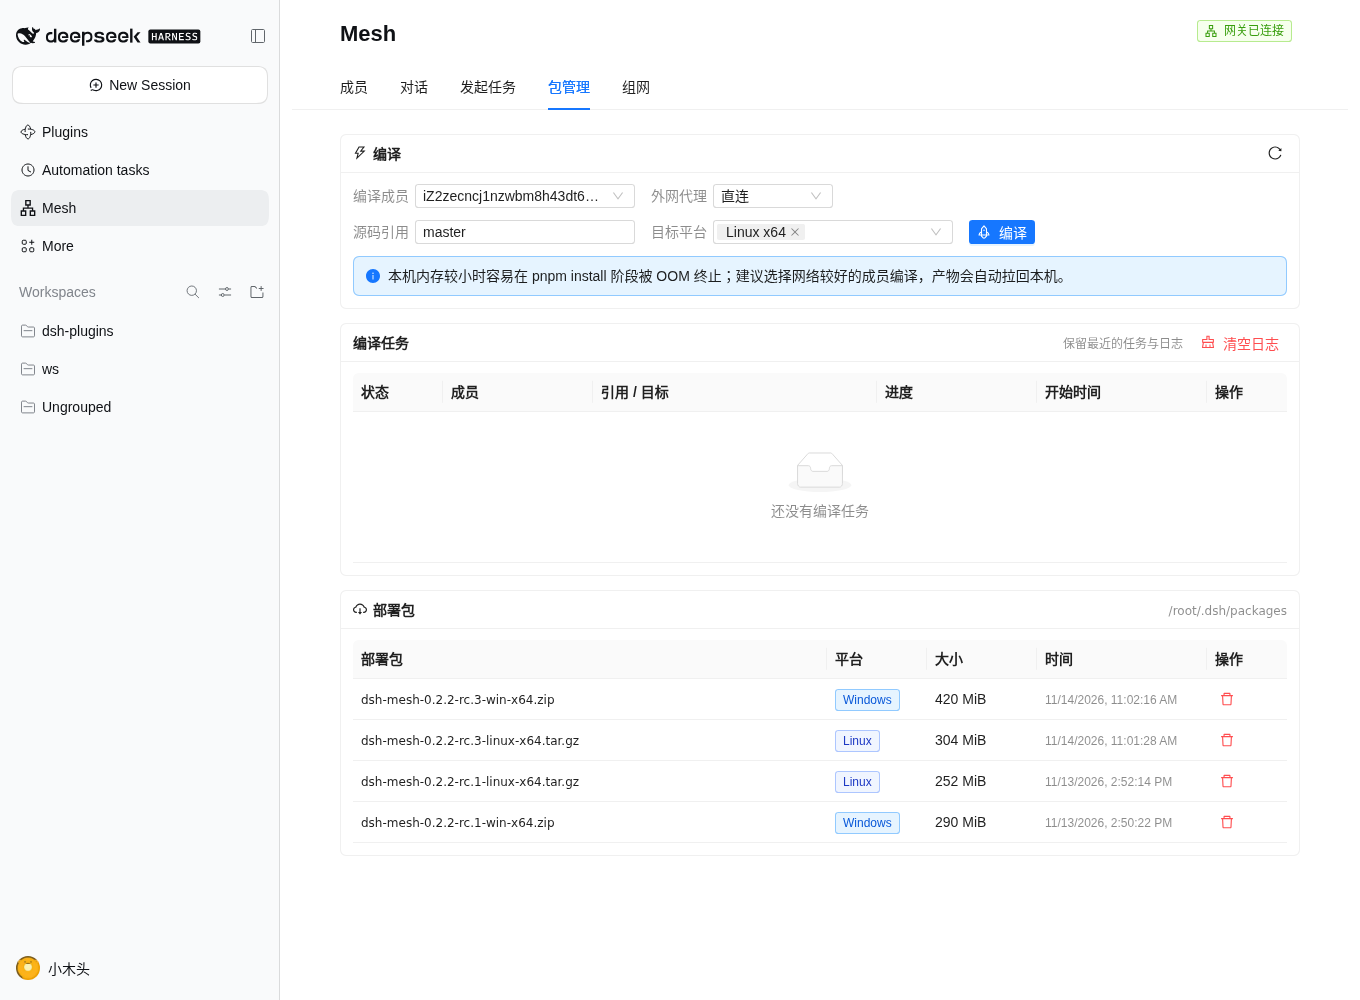 deepseek HARNESS
New Session
Plugins
Automation tasks
Mesh
More
Workspaces
dsh-plugins
ws
Ungrouped
小木头
Mesh
网关已连接
成员 对话 发起任务 包管理 组网
编译
编译成员 iZ2zecncj1nzwbm8h43dt6... 外网代理 直连
源码引用 master 目标平台 Linux x64 编译
本机内存较小时容易在 pnpm install 阶段被 OOM 终止；建议选择网络较好的成员编译，产物会自动拉回本机。
编译任务 保留最近的任务与日志 清空日志
状态 成员 引用 / 目标 进度 开始时间 操作
还没有编译任务
部署包 /root/.dsh/packages
部署包 平台 大小 时间 操作
dsh-mesh-0.2.2-rc.3-win-x64.zip Windows 420 MiB 11/14/2026, 11:02:16 AM
dsh-mesh-0.2.2-rc.3-linux-x64.tar.gz Linux 304 MiB 11/14/2026, 11:01:28 AM
dsh-mesh-0.2.2-rc.1-linux-x64.tar.gz Linux 252 MiB 11/13/2026, 2:52:14 PM
dsh-mesh-0.2.2-rc.1-win-x64.zip Windows 290 MiB 11/13/2026, 2:50:22 PM